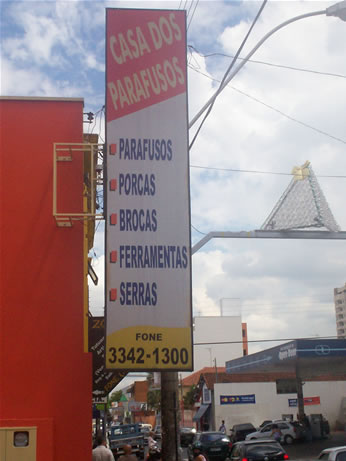 CASA DOS
PARAFUSOS
PARAFUSOS
PORCAS
BROCAS
FERRAMENTAS
SERRAS
FONE
3342-1300